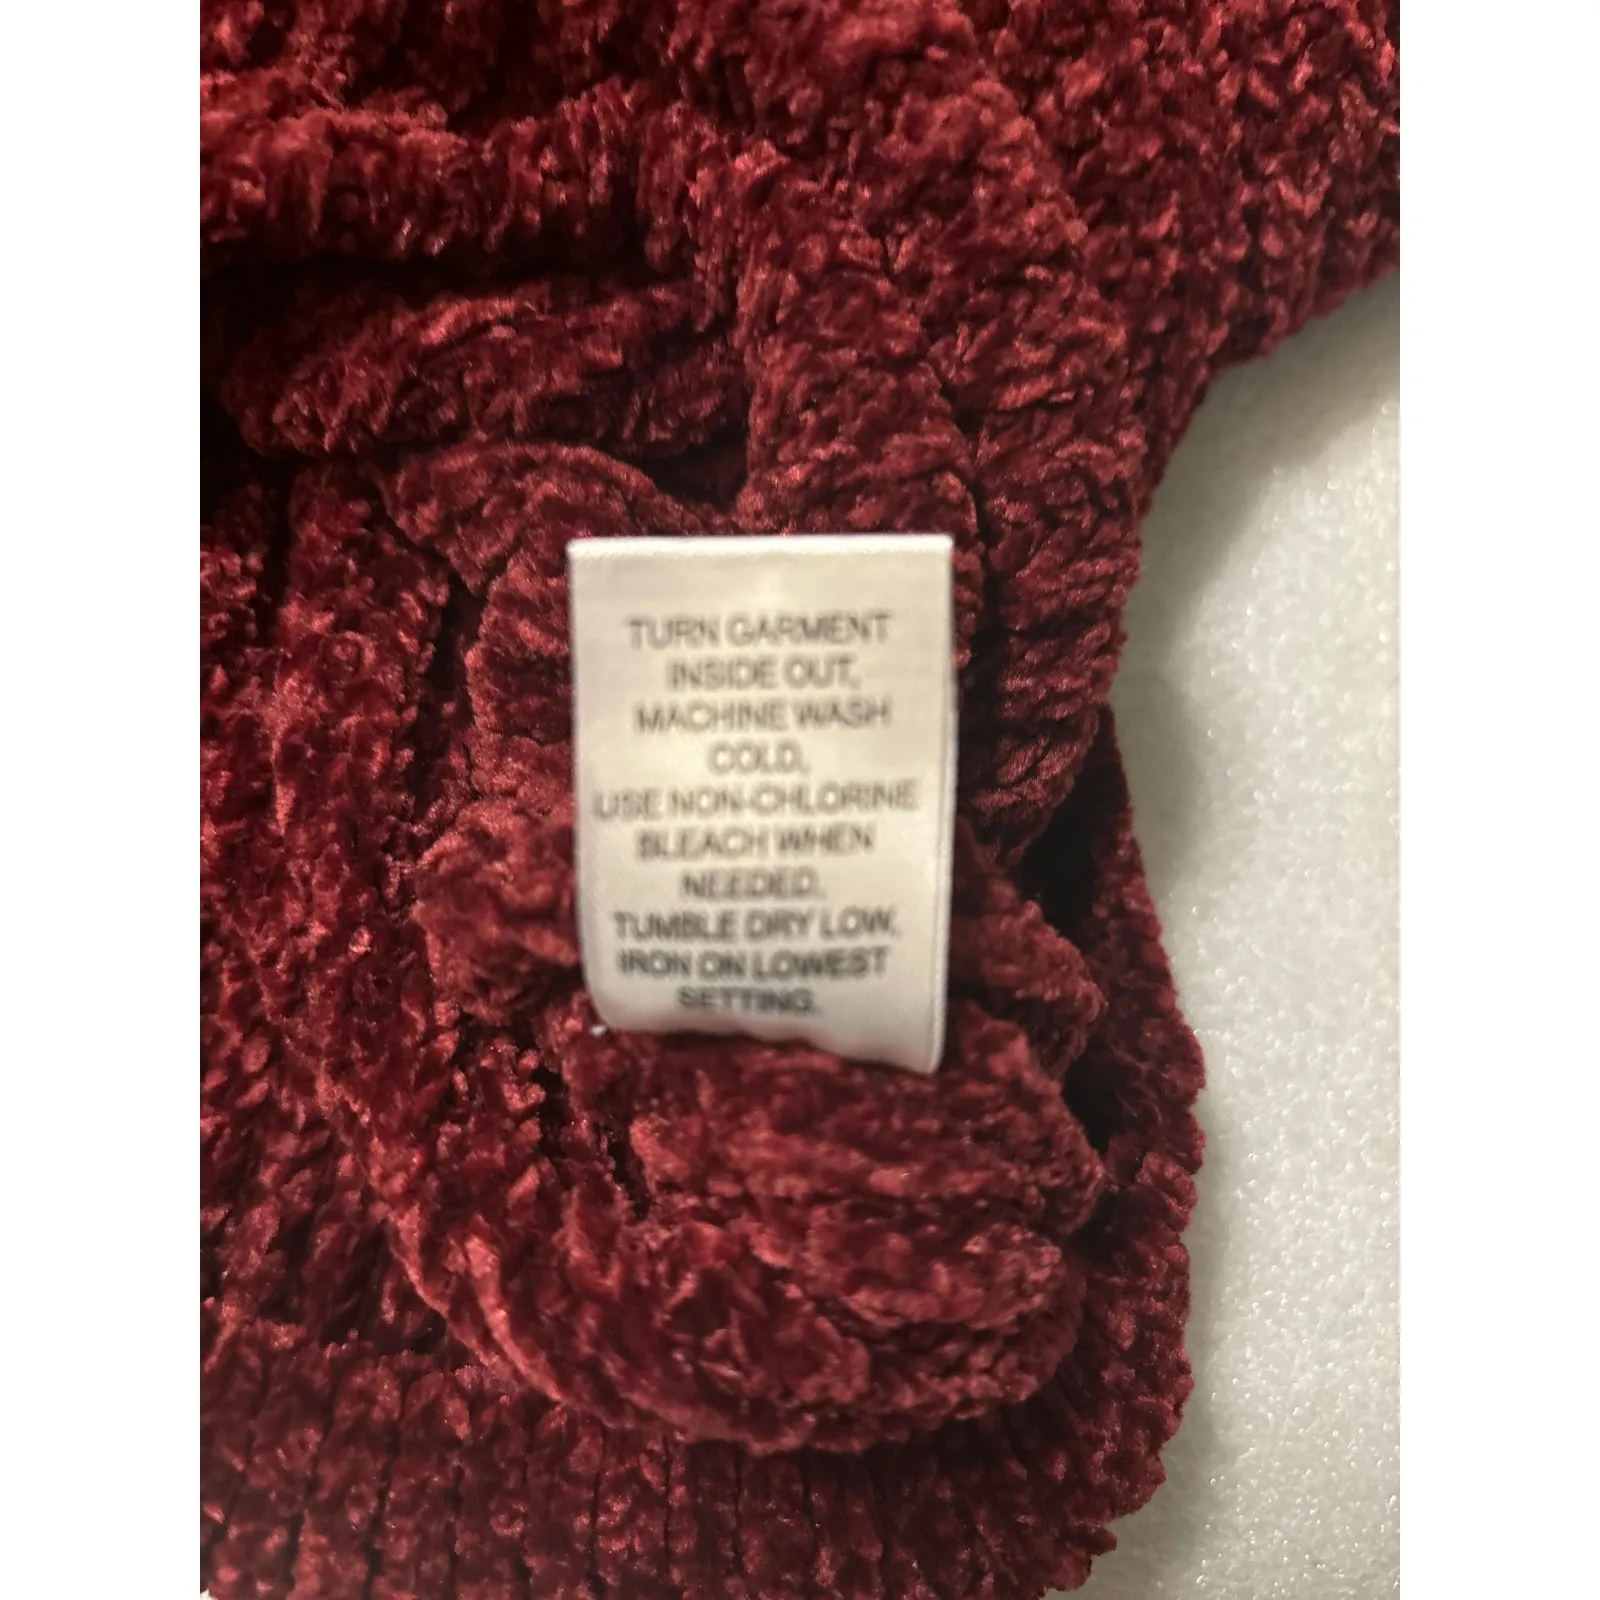 TURN GARMENT
INSIDE OUT,
MACHINE WASH
COLD,
USE NON-CHLORINE
BLEACH WHEN
NEEDED.
TUMBLE DRY LOW.
IRON ON LOWEST
SETTING.